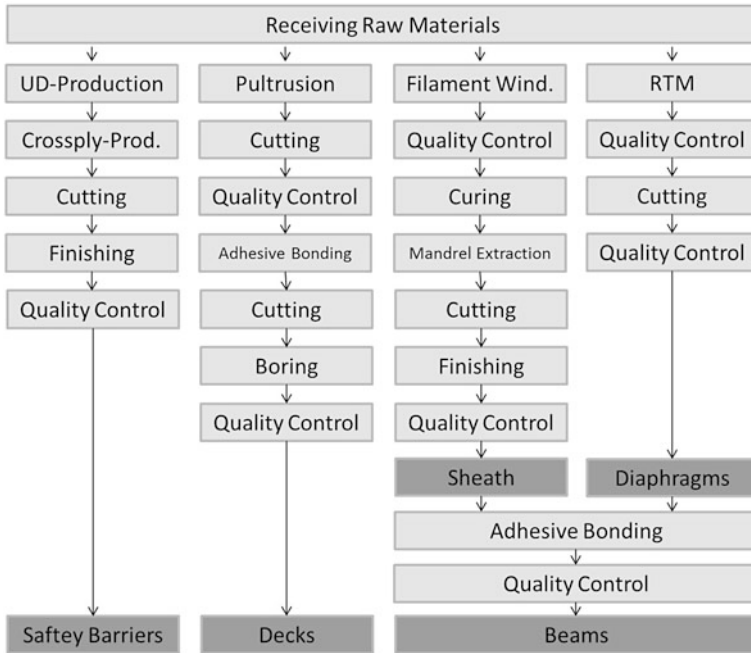 Receiving Raw Materials
UD-Production
Pultrusion
Filament Wind.
RTM
Crossply-Prod.
Cutting
Quality Control
Quality Control
Cutting
Quality Control
Curing
Cutting
Finishing
Adhesive Bonding
Mandrel Extraction
Quality Control
Quality Control
Cutting
Cutting
Boring
Finishing
Quality Control
Quality Control
Sheath
Diaphragms
Adhesive Bonding
Quality Control
Saftey Barriers
Decks
Beams